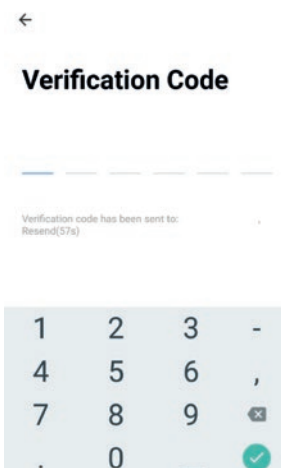 Verification Code
Verification code has been sent to:
Resend(57s)
1 2 3 -
4 5 6 ,
7 8 9
. 0